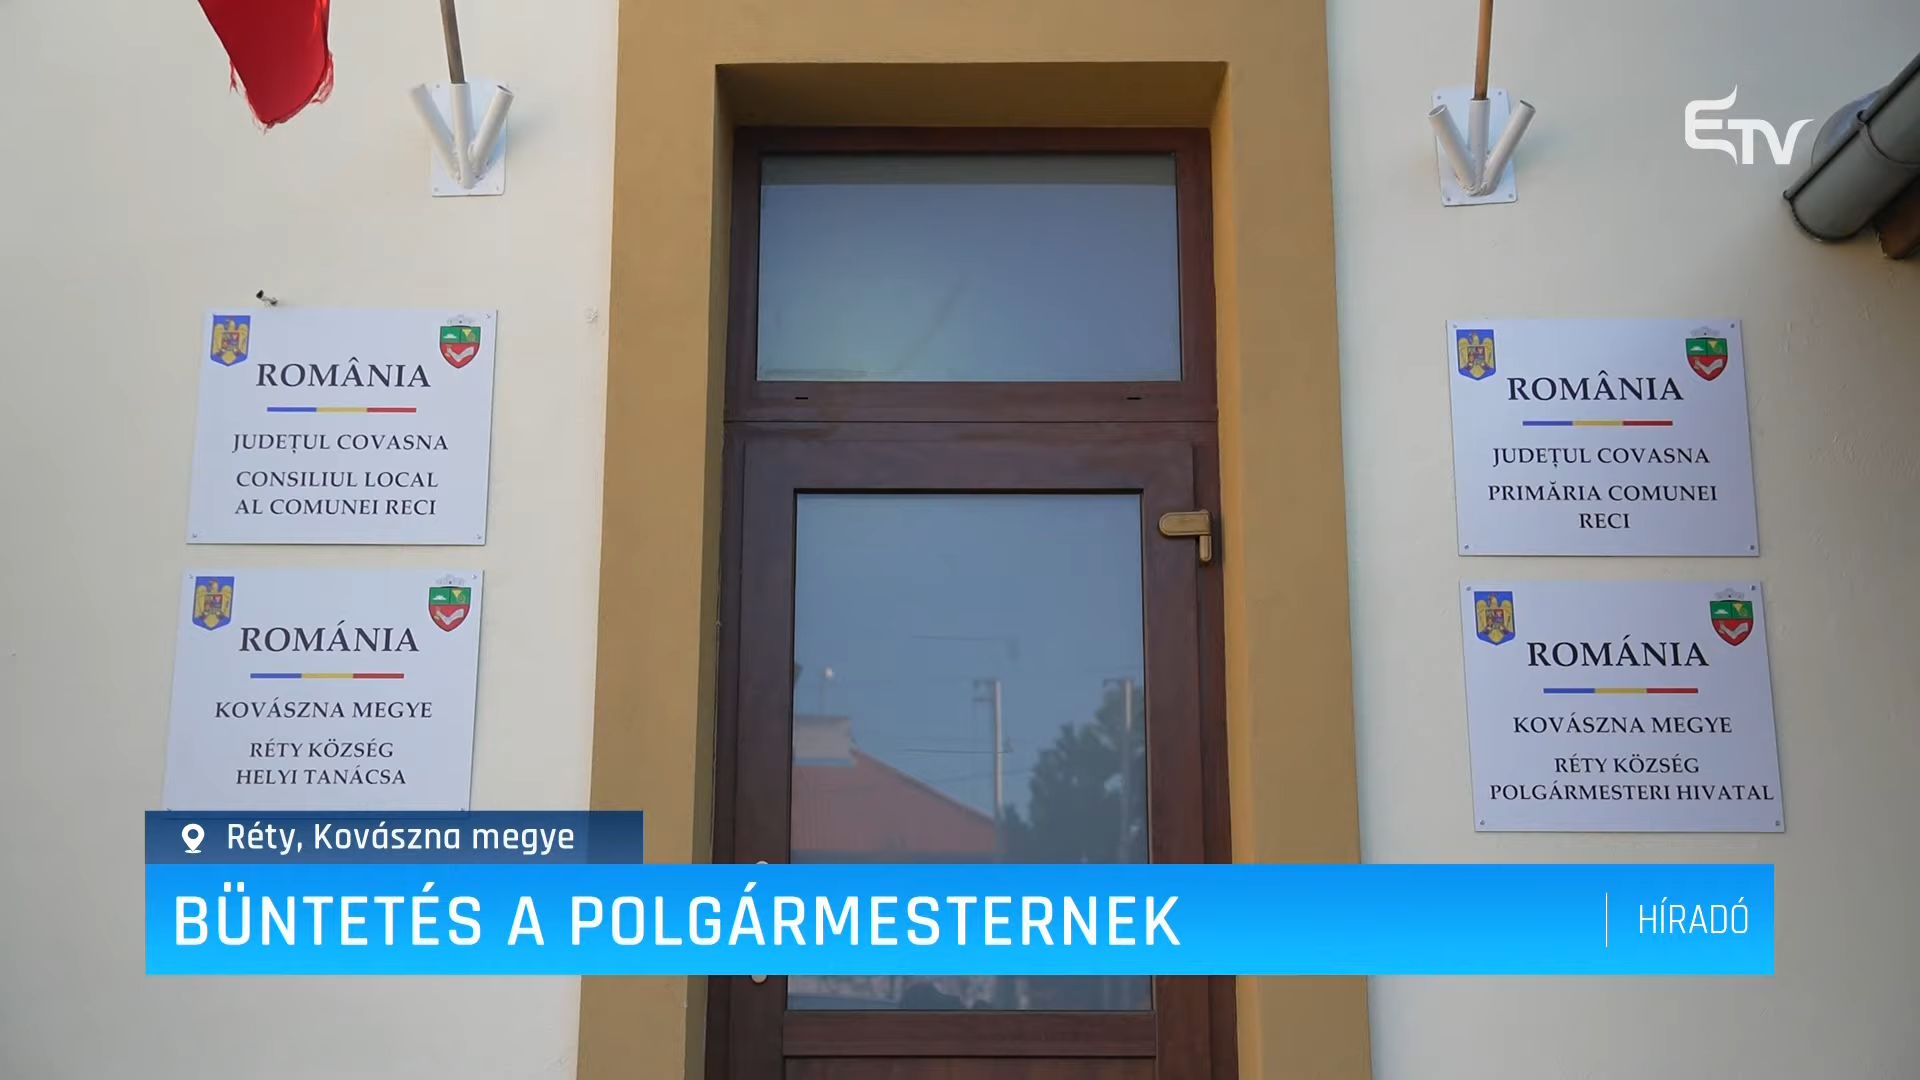 ETV
ROMÂNIA
JUDEȚUL COVASNA
CONSILIUL LOCAL
AL COMUNEI RECI
ROMÁNIA
KOVÁSZNA MEGYE
RÉTY KÖZSÉG
HELYI TANÁCSA
ROMÂNIA
JUDEȚUL COVASNA
PRIMĂRIA COMUNEI
RECI
ROMÁNIA
KOVÁSZNA MEGYE
RÉTY KÖZSÉG
POLGÁRMESTERI HIVATAL
Réty, Kovászna megye
BÜNTETÉS A POLGÁRMESTERNEK
HÍRADÓ